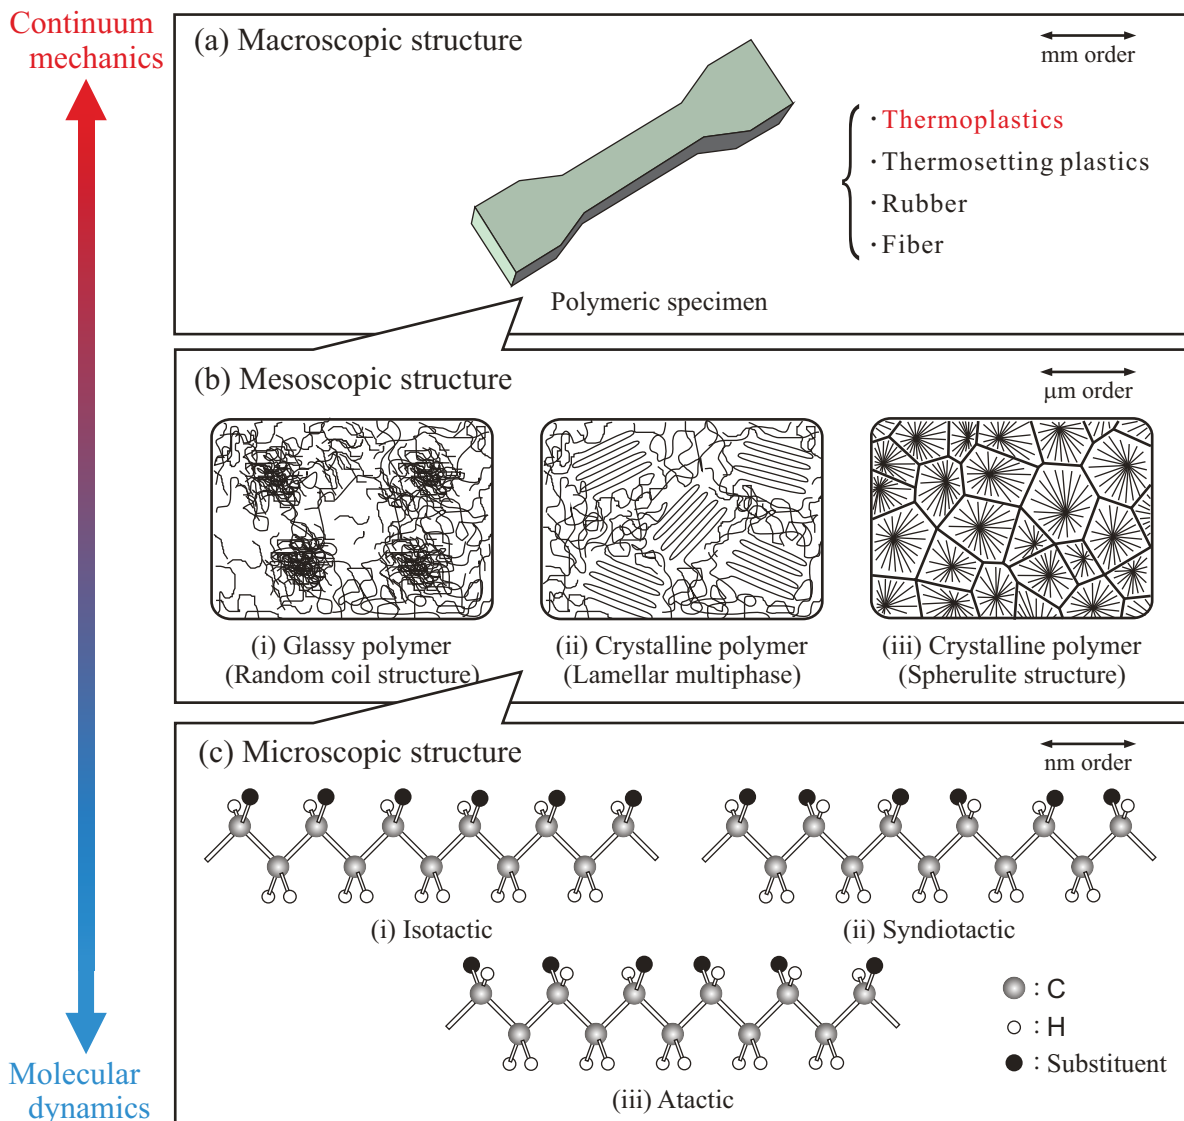 Continuum
mechanics
(a) Macroscopic structure
mm order
·Thermoplastics
·Thermosetting plastics
·Rubber
·Fiber
Polymeric specimen
(b) Mesoscopic structure
μm order
(i) Glassy polymer
(Random coil structure)
(ii) Crystalline polymer
(Lamellar multiphase)
(iii) Crystalline polymer
(Spherulite structure)
(c) Microscopic structure
nm order
(i) Isotactic
(ii) Syndiotactic
: C
: H
: Substituent
(iii) Atactic
Molecular
dynamics